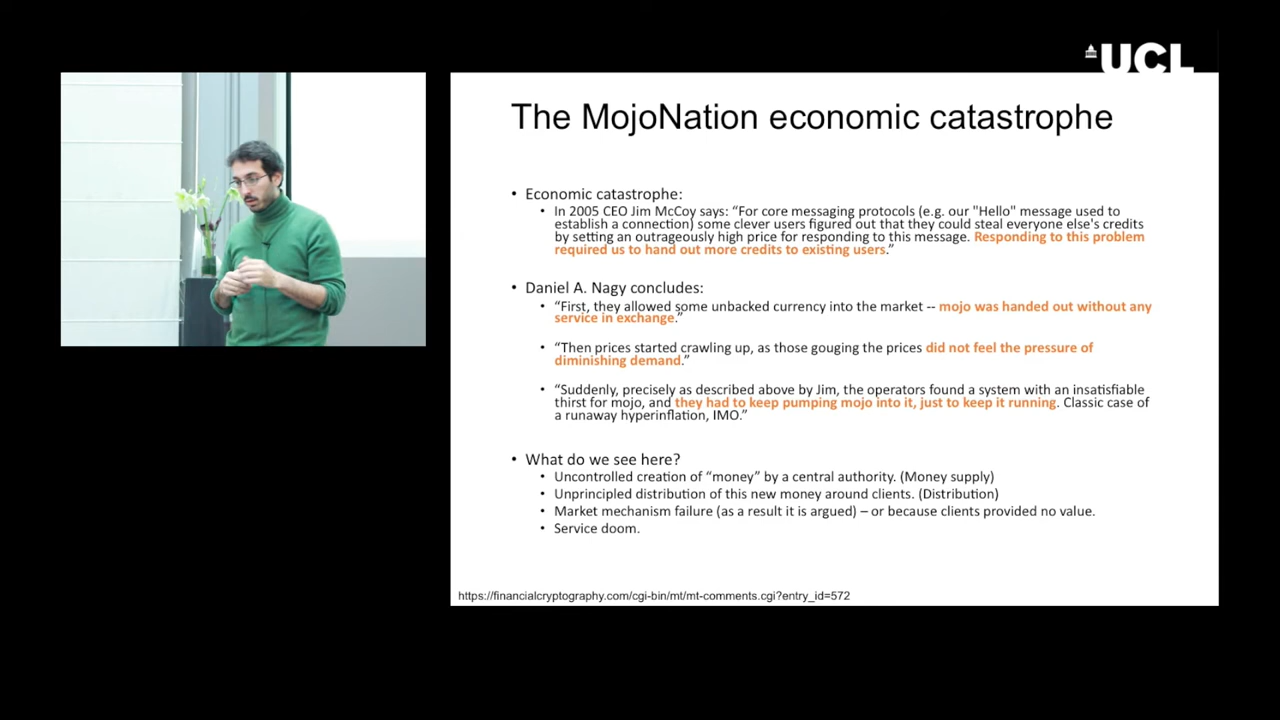 UCL
The MojoNation economic catastrophe
• Economic catastrophe:
• In 2005 CEO Jim McCoy says: “For core messaging protocols (e.g. our "Hello" message used to
establish a connection) some clever users figured out that they could steal everyone else's credits
by setting an outrageously high price for responding to this message. Responding to this problem
required us to hand out more credits to existing users.”
• Daniel A. Nagy concludes:
• “First, they allowed some unbacked currency into the market -- mojo was handed out without any
service in exchange.”
• “Then prices started crawling up, as those gouging the prices did not feel the pressure of
diminishing demand.”
• “Suddenly, precisely as described above by Jim, the operators found a system with an insatisfiable
thirst for mojo, and they had to keep pumping mojo into it, just to keep it running. Classic case of
a runaway hyperinflation, IMO.”
• What do we see here?
• Uncontrolled creation of “money” by a central authority. (Money supply)
• Unprincipled distribution of this new money around clients. (Distribution)
• Market mechanism failure (as a result it is argued) – or because clients provided no value.
• Service doom.
https://financialcryptography.com/cgi-bin/mt/mt-comments.cgi?entry_id=572